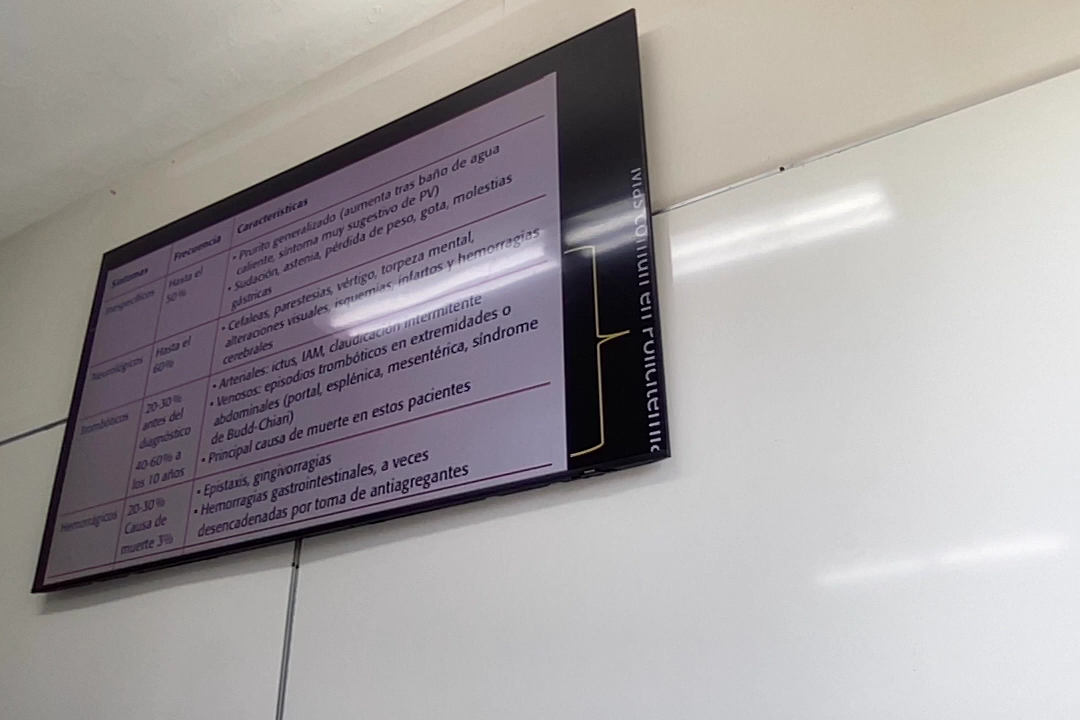 Síntomas
Frecuencia
Características
Inespecíficos
Hasta el
50%
• Prurito generalizado (aumenta tras baño de agua
caliente, síntoma muy sugestivo de PV)
• Sudación, astenia, pérdida de peso, gota, molestias
gástricas
Neurológicos
Hasta el
60%
• Cefaleas, parestesias, vértigo, torpeza mental,
alteraciones visuales, isquemias, infartos y hemorragias
cerebrales
Trombóticos
20-30%
antes del
diagnóstico
40-60% a
los 10 años
• Arteriales: ictus, IAM, claudicación intermitente
• Venosos: episodios trombóticos en extremidades o
abdominales (portal, esplénica, mesentérica, síndrome
de Budd-Chiari)
• Principal causa de muerte en estos pacientes
Hemorrágicos
20-30%
Causa de
muerte 3%
• Epistaxis, gingivorragias
• Hemorragias gastrointestinales, a veces
desencadenadas por toma de antiagregantes
Más común en